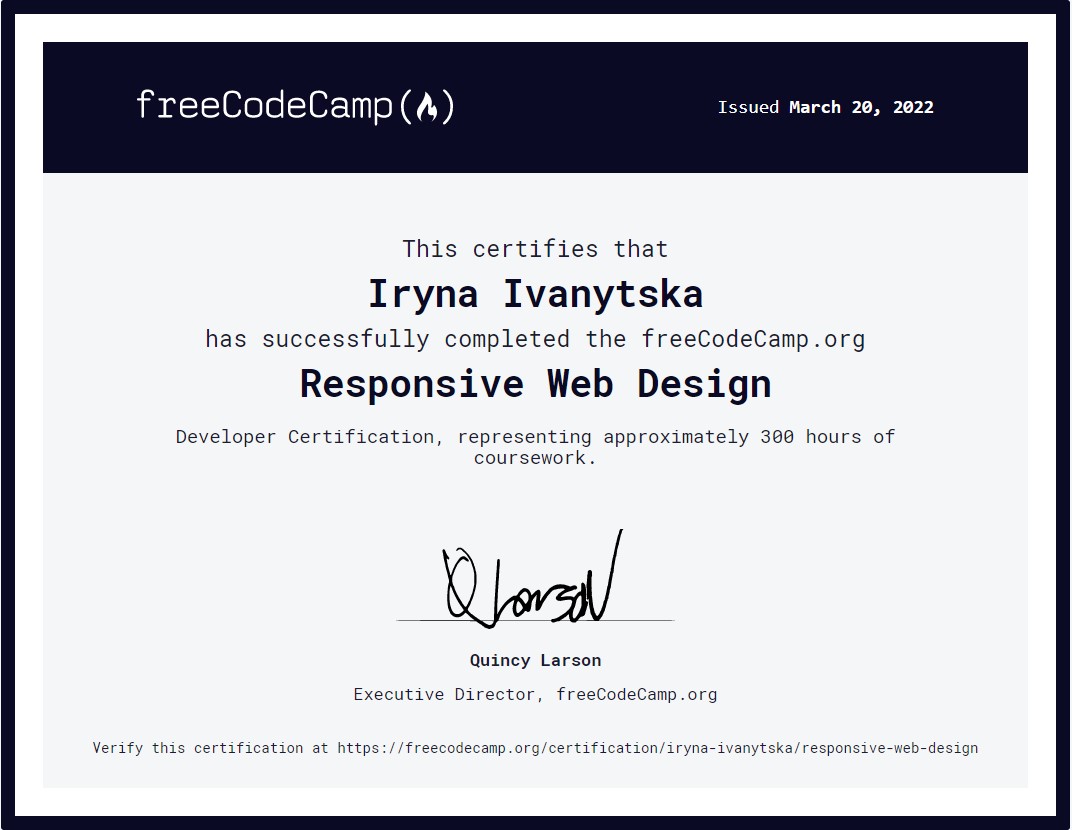 freeCodeCamp(🔥)
Issued March 20, 2022
This certifies that
Iryna Ivanytska
has successfully completed the freeCodeCamp.org
Responsive Web Design
Developer Certification, representing approximately 300 hours of
coursework.
Q Larson
Quincy Larson
Executive Director, freeCodeCamp.org
Verify this certification at https://freecodecamp.org/certification/iryna-ivanytska/responsive-web-design